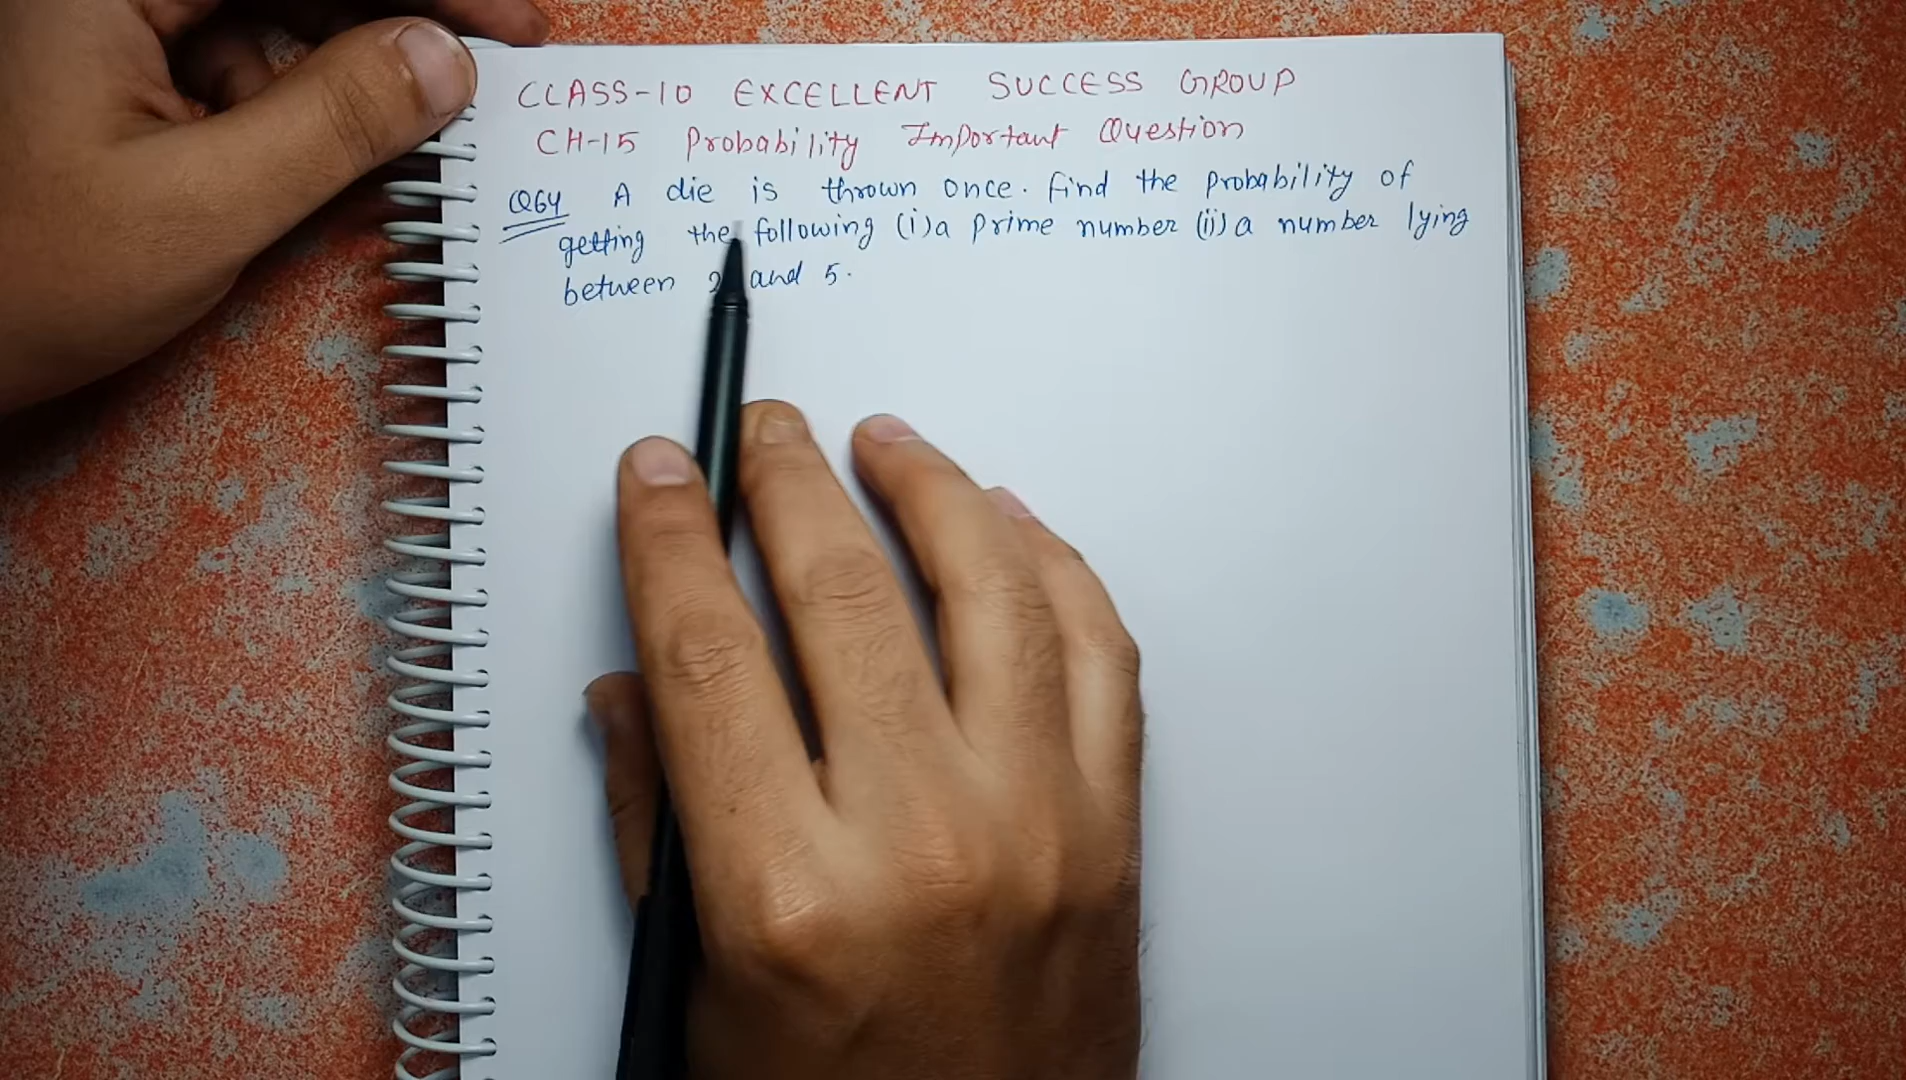 CLASS-10 EXCELLENT SUCCESS GROUP
CH-15 Probability Important Question
Q64 A die is thrown once. find the probability of
getting the following (i) a prime number (ii) a number lying
between 2 and 5.